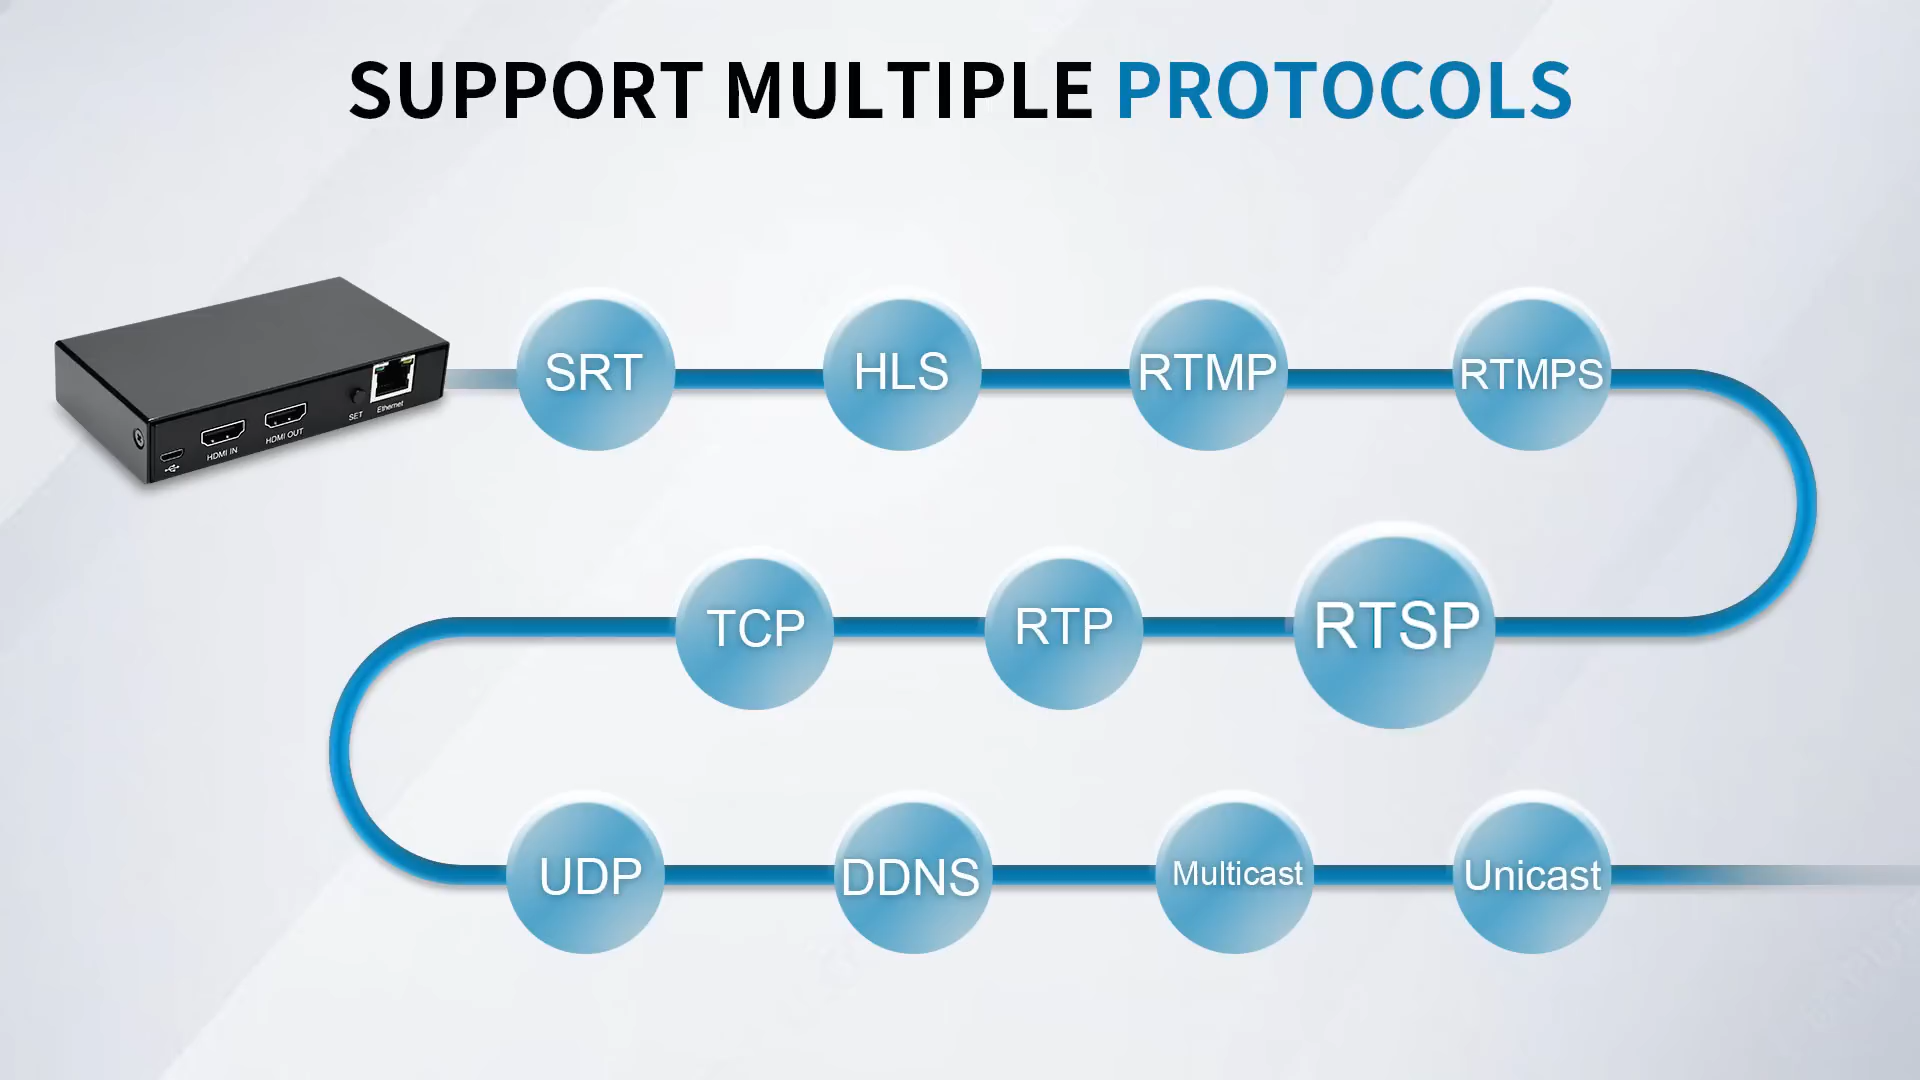 SUPPORT MULTIPLE PROTOCOLS
SRT
HLS
RTMP
RTMPS
HDMI IN
HDMI OUT
SET
Ethernet
TCP
RTP
RTSP
UDP
DDNS
Multicast
Unicast